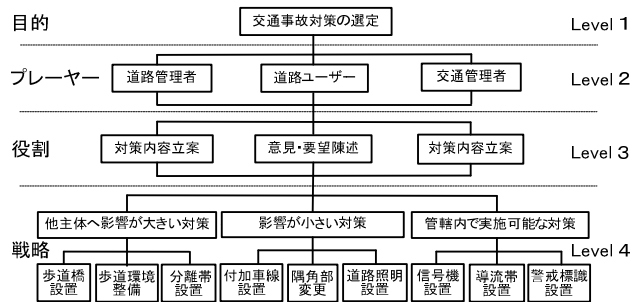 目的 交通事故対策の選定 Level 1
プレーヤー 道路管理者 道路ユーザー 交通管理者 Level 2
役割 対策内容立案 意見・要望陳述 対策内容立案 Level 3
他主体へ影響が大きい対策 影響が小さい対策 管轄内で実施可能な対策
戦略 Level 4
歩道橋 歩道環境 分離帯 付加車線 隅角部 道路照明 信号機 導流帯 警戒標識
設置 整備 設置 設置 変更 設置 設置 設置 設置